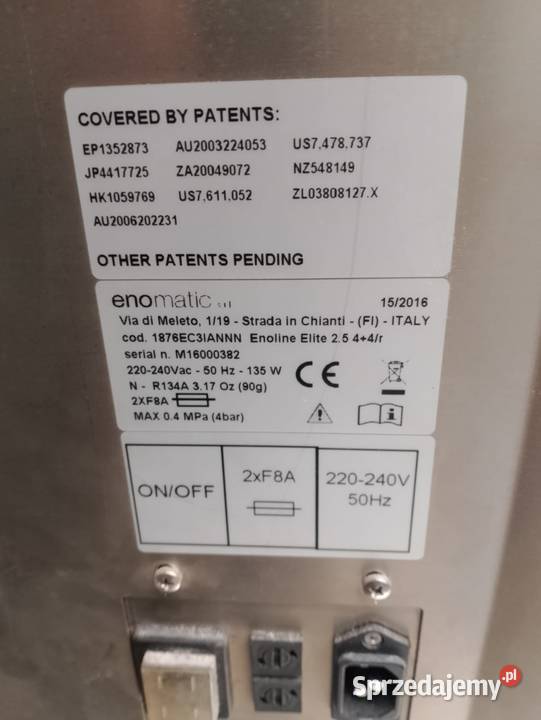 COVERED BY PATENTS:
EP1352873 AU2003224053 US7,478,737
JP4417725 ZA20049072 NZ548149
HK1059769 US7,611,052 ZL03808127.X
AU2006202231
OTHER PATENTS PENDING
enomatic srl 15/2016
Via di Meleto, 1/19 - Strada in Chianti - (FI) - ITALY
cod. 1876EC3IANNN Enoline Elite 2.5 4+4/r
serial n. M16000382
220-240Vac - 50 Hz - 135 W
N - R134A 3.17 Oz (90g)
2XF8A
MAX 0.4 MPa (4bar)
CE
ON/OFF 2xF8A 220-240V
50Hz
Sprzedajemy.pl